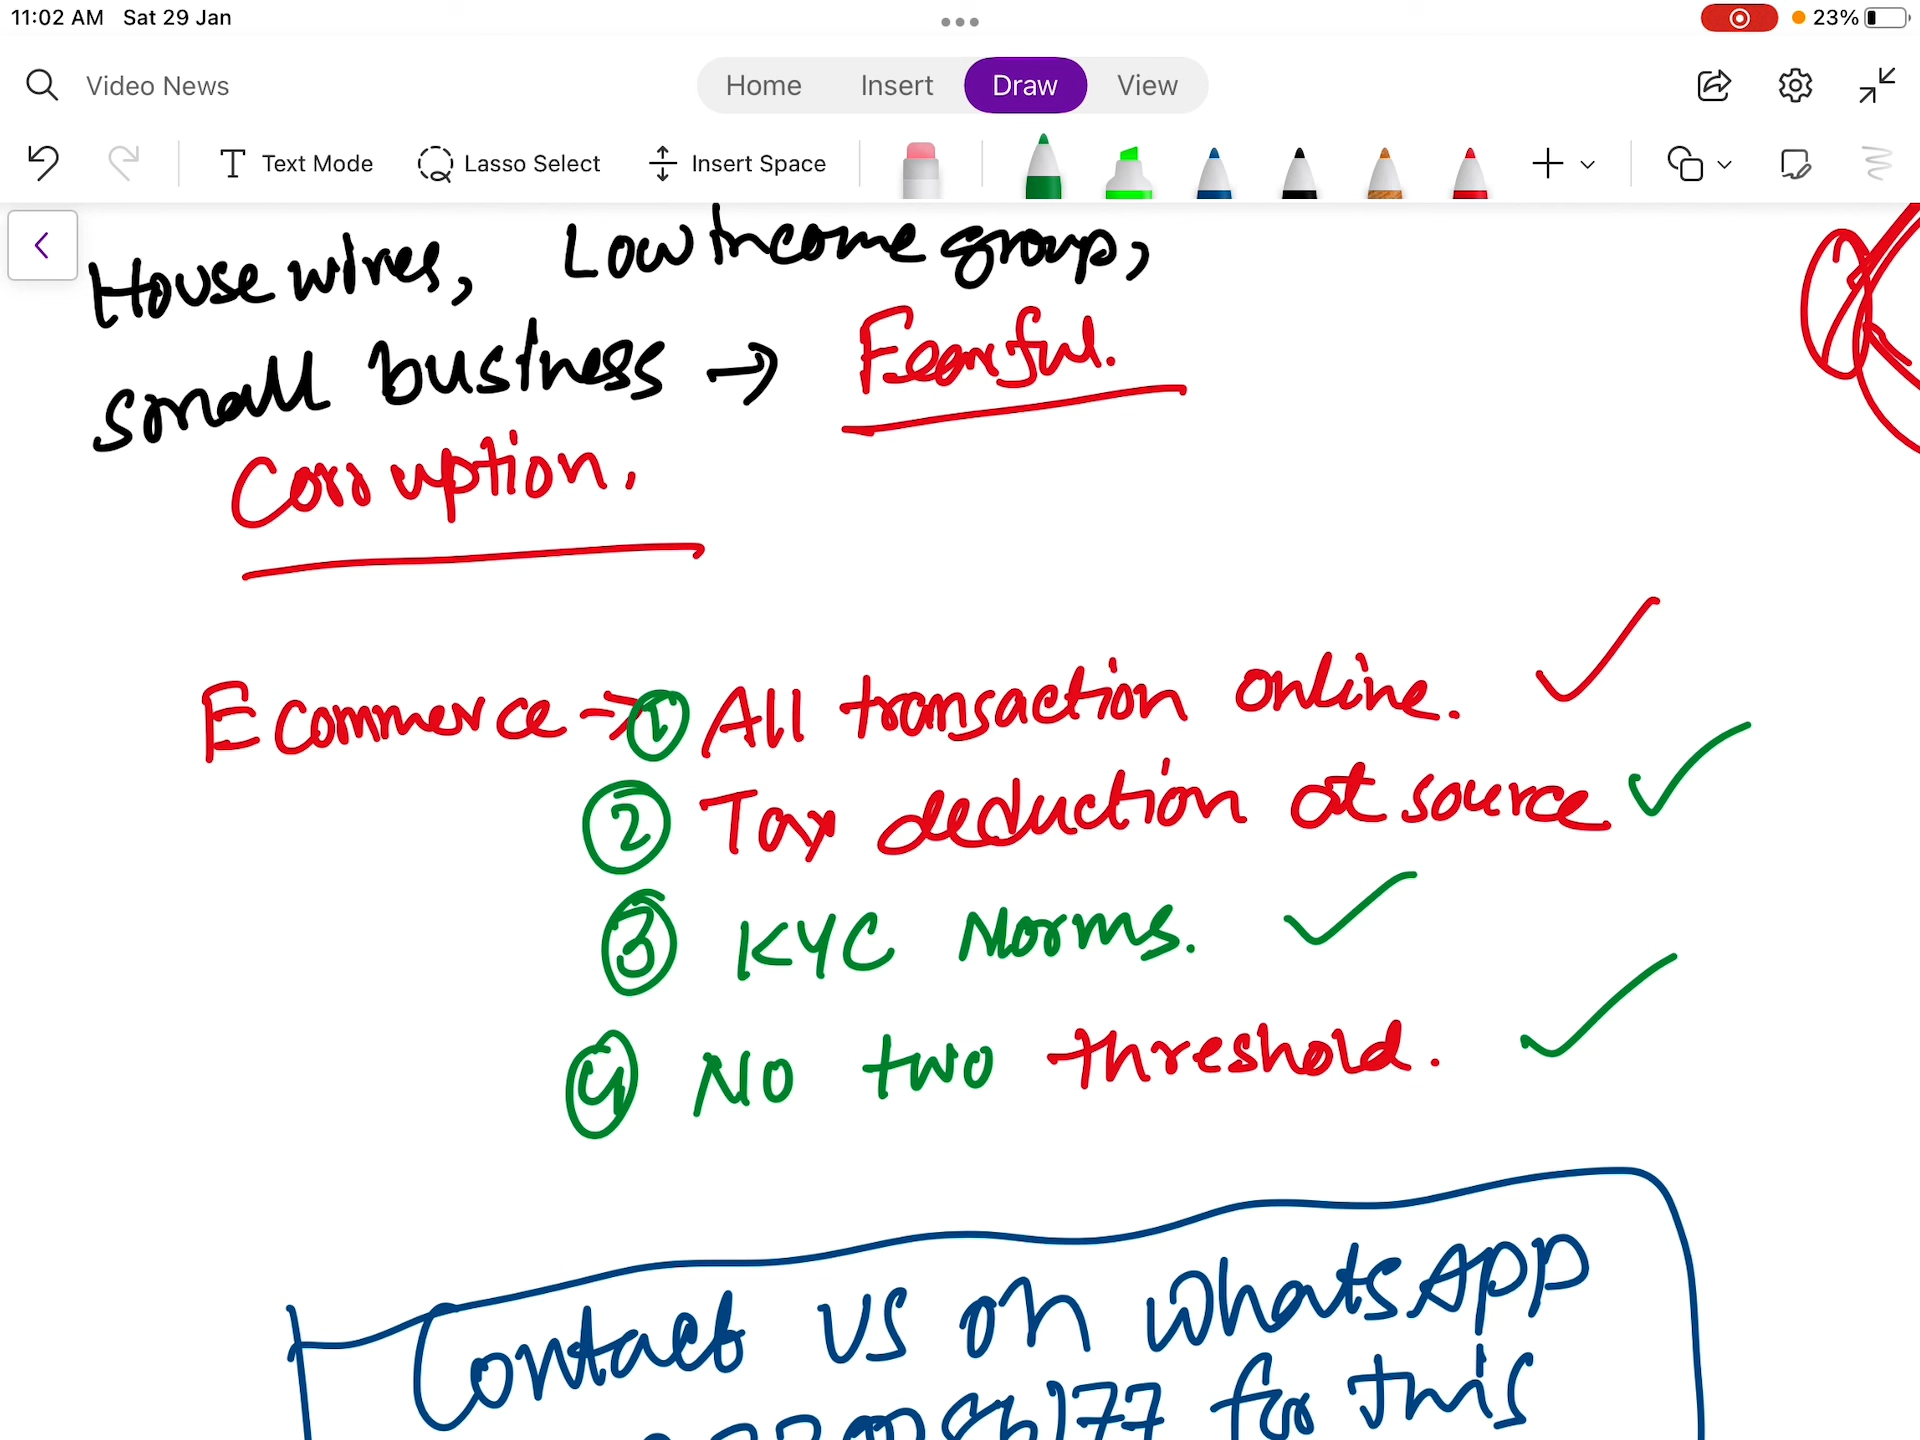 11:02 AM Sat 29 Jan
23%
Video News
Home Insert Draw View
Text Mode Lasso Select Insert Space
House wives, Low income group,
small business → Fearful.
Corruption.
Ecommerce → ① All transaction online. ✓
② Tax deduction at source ✓
③ KYC Norms. ✓
④ No two threshold. ✓
Contact us on WhatsApp
for this